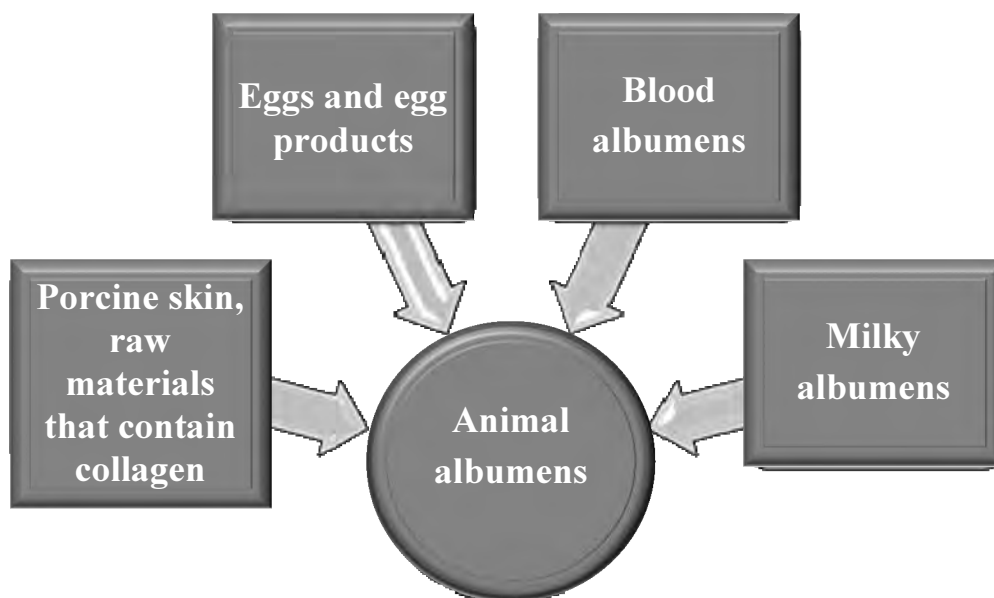 Eggs and egg
products
Blood
albumens
Porcine skin,
raw
materials
that contain
collagen
Milky
albumens
Animal
albumens